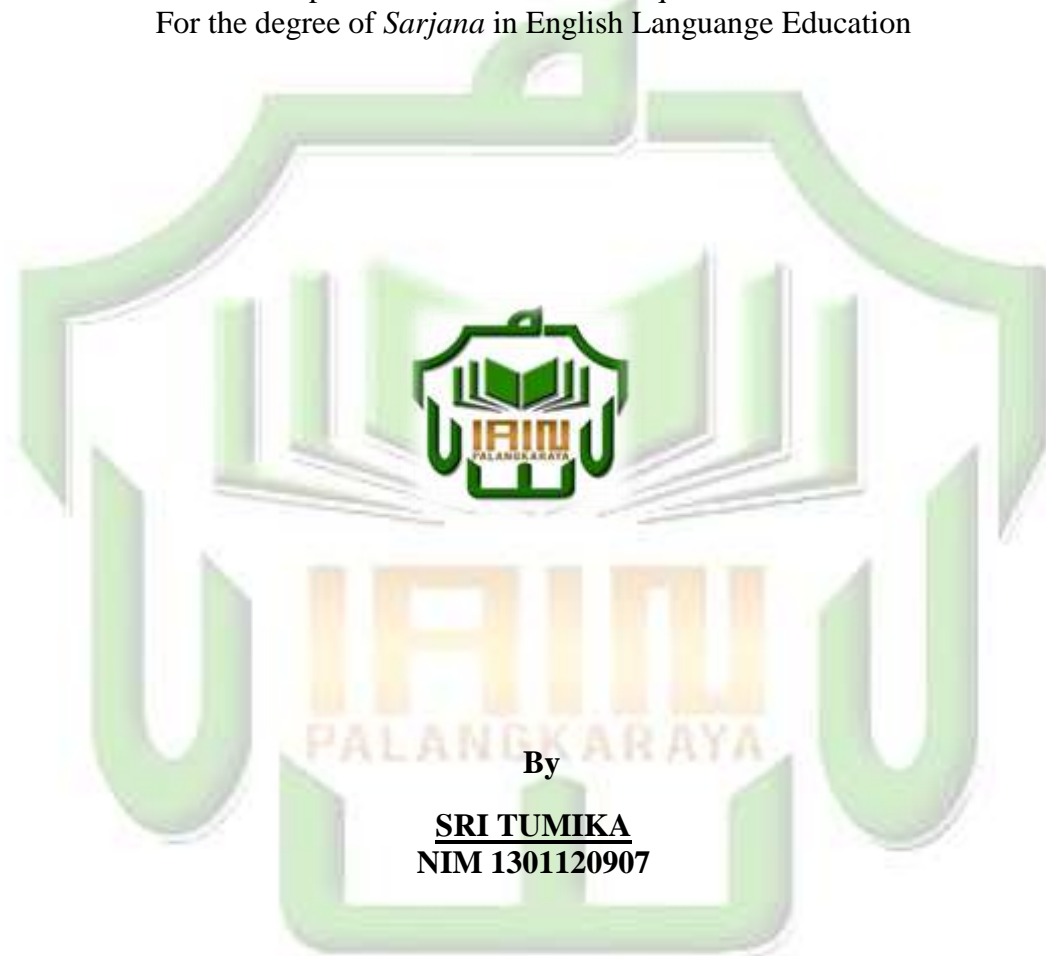 For the degree of Sarjana in English Languange Education
IAIN
PALANGKARAYA
IAIN
PALANGKARAYA
By
SRI TUMIKA
NIM 1301120907